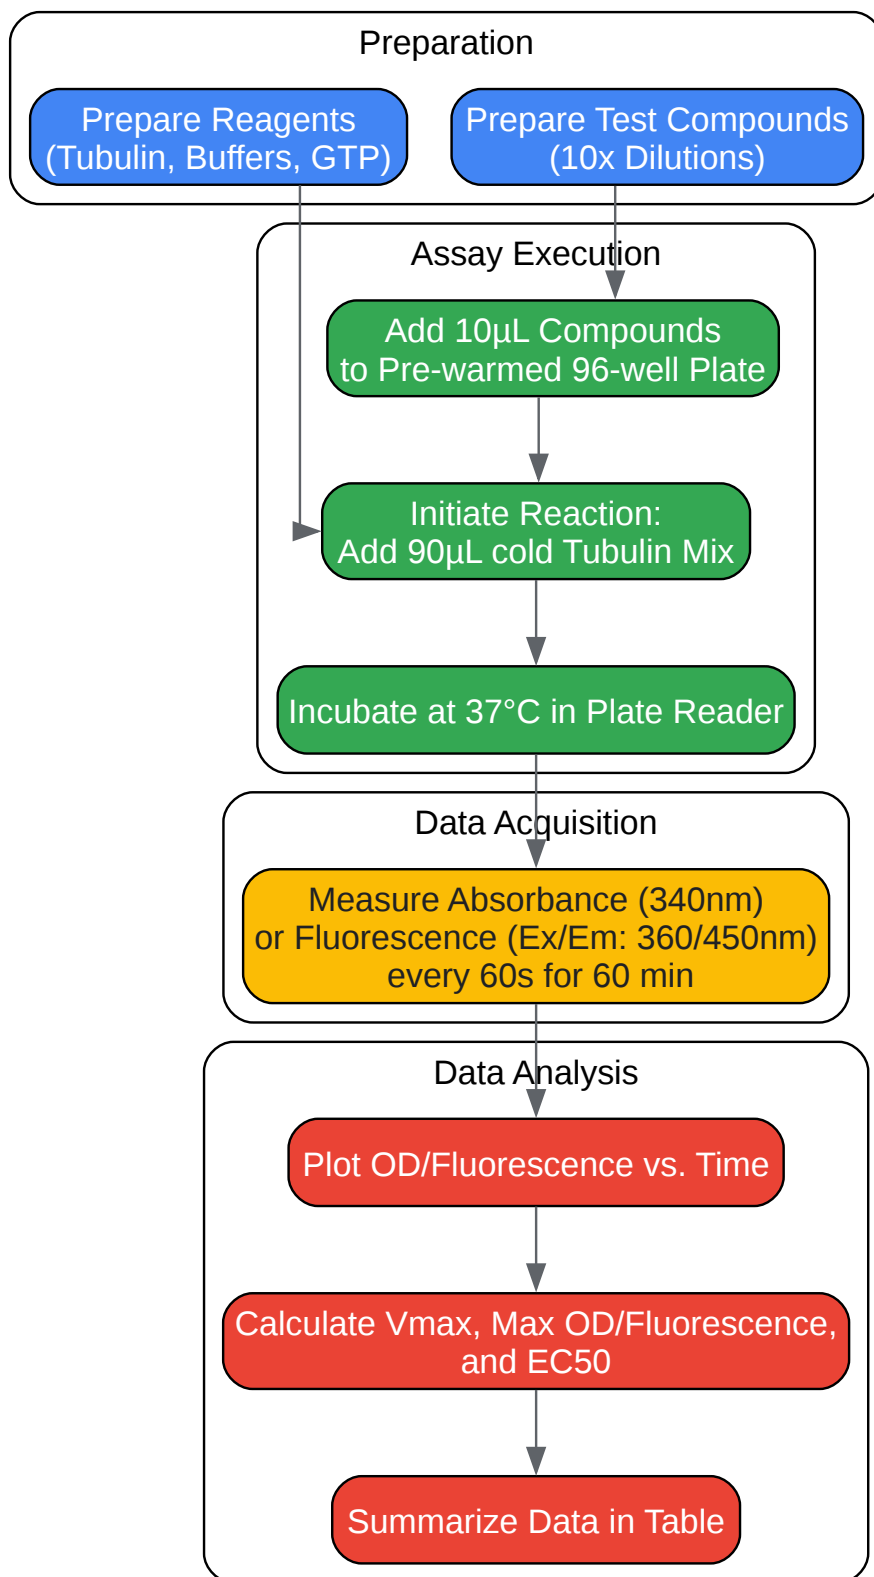 Preparation
Prepare Reagents
(Tubulin, Buffers, GTP)
Prepare Test Compounds
(10x Dilutions)
Assay Execution
Add 10µL Compounds
to Pre-warmed 96-well Plate
Initiate Reaction:
Add 90µL cold Tubulin Mix
Incubate at 37°C in Plate Reader
Data Acquisition
Measure Absorbance (340nm)
or Fluorescence (Ex/Em: 360/450nm)
every 60s for 60 min
Data Analysis
Plot OD/Fluorescence vs. Time
Calculate Vmax, Max OD/Fluorescence,
and EC50
Summarize Data in Table